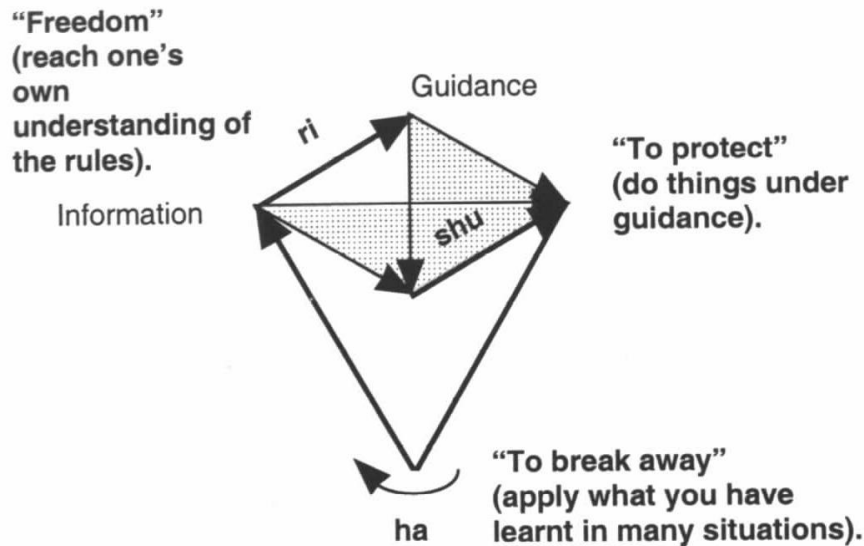 “Freedom”
(reach one’s
own
understanding of
the rules).
Guidance
ri
“To protect”
(do things under
guidance).
Information
shu
“To break away”
(apply what you have
learnt in many situations).
ha